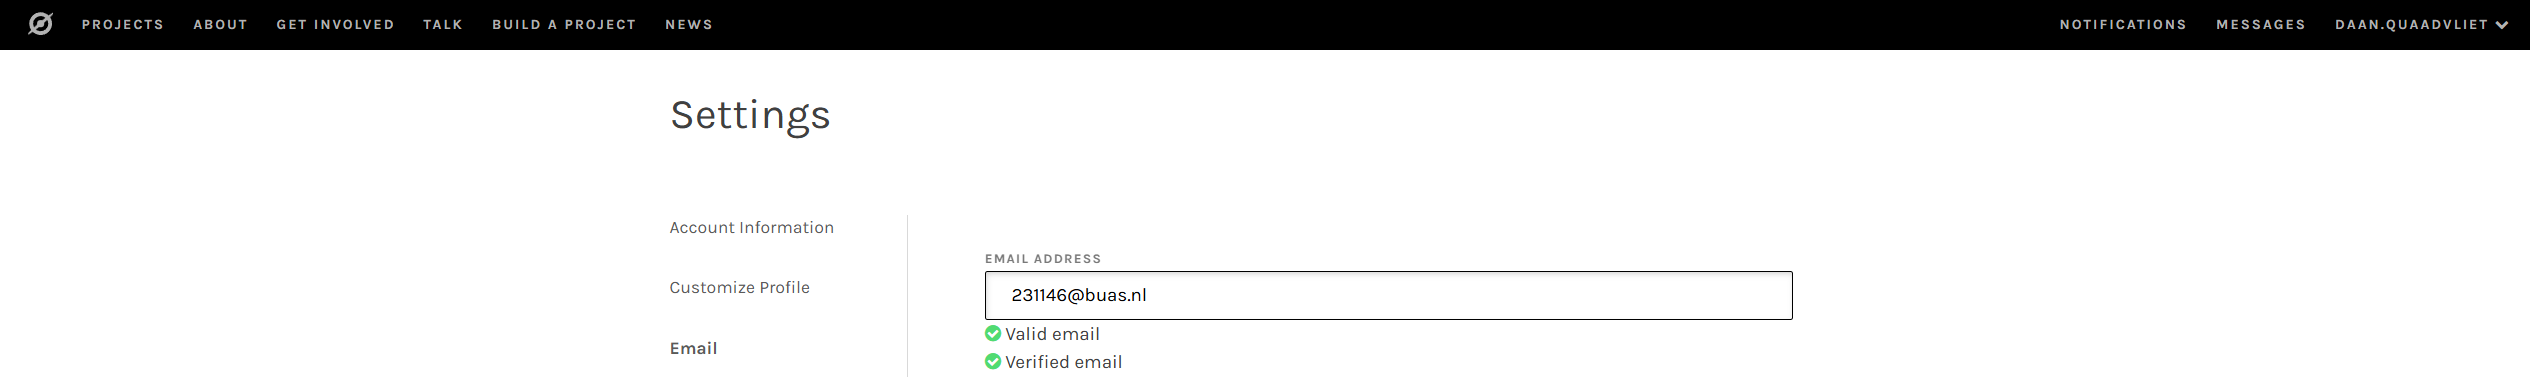 PROJECTS ABOUT GET INVOLVED TALK BUILD A PROJECT NEWS NOTIFICATIONS MESSAGES DAAN.QUAADVLIET
Settings
Account Information
Customize Profile
Email
EMAIL ADDRESS
231146@buas.nl
Valid email
Verified email